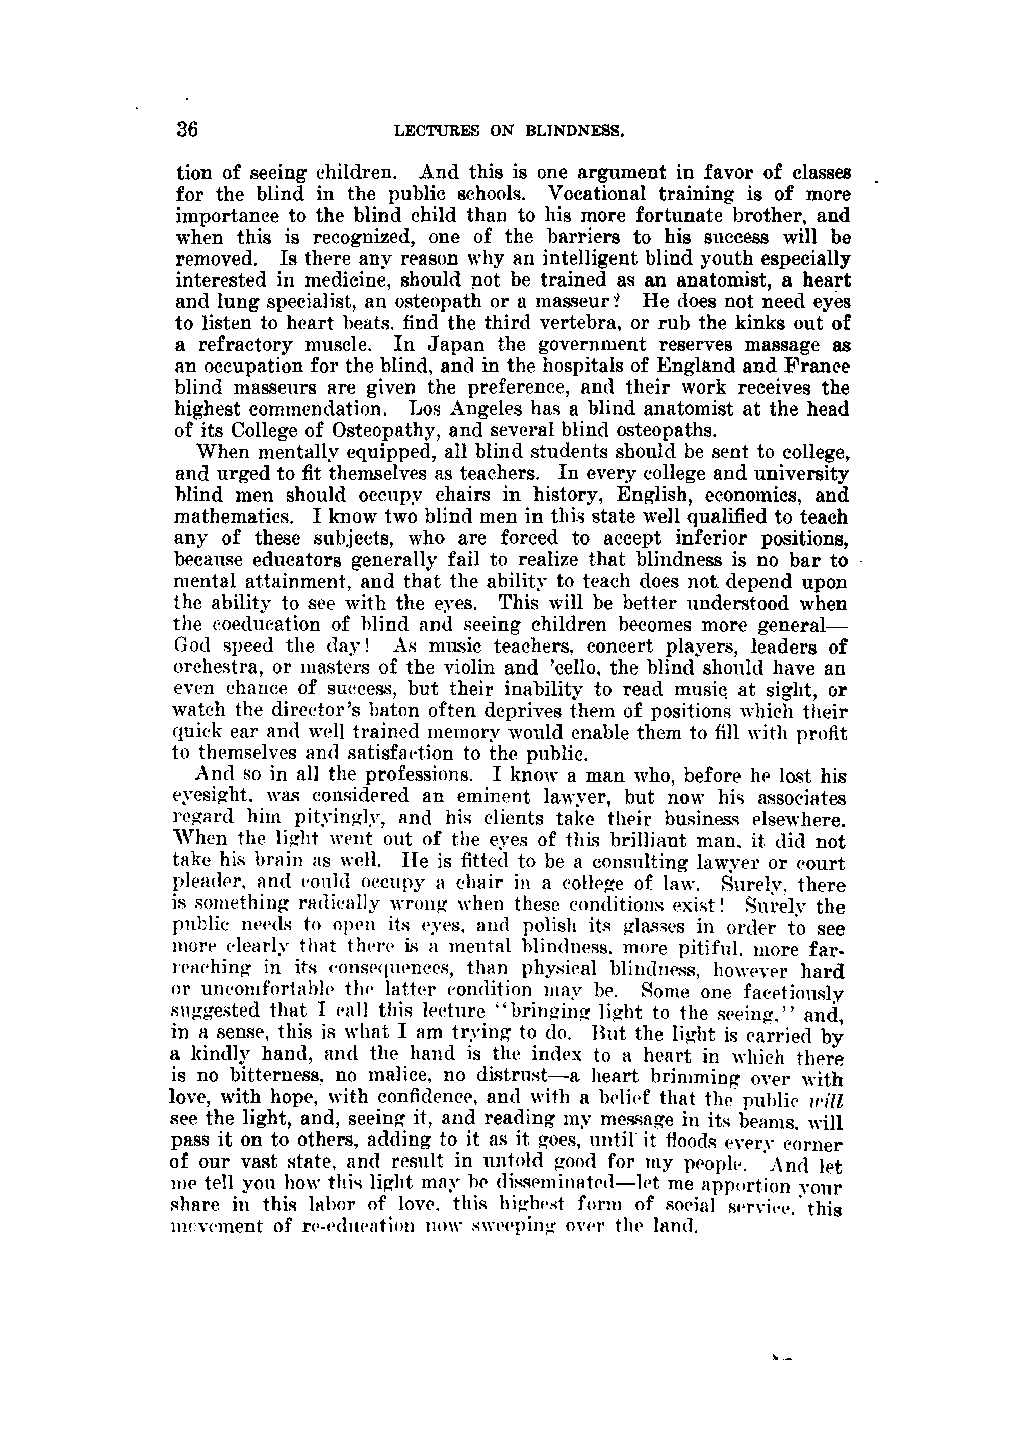 36 LECTURES ON BLINDNESS.
tion of seeing children. And this is one argument in favor of classes
for the blind in the public schools. Vocational training is of more
importance to the blind child than to his more fortunate brother, and
when this is recognized, one of the barriers to his success will be
removed. Is there any reason why an intelligent blind youth especially
interested in medicine, should not be trained as an anatomist, a heart
and lung specialist, an osteopath or a masseur? He does not need eyes
to listen to heart beats, find the third vertebra, or rub the kinks out of
a refractory muscle. In Japan the government reserves massage as
an occupation for the blind, and in the hospitals of England and France
blind masseurs are given the preference, and their work receives the
highest commendation. Los Angeles has a blind anatomist at the head
of its College of Osteopathy, and several blind osteopaths.
When mentally equipped, all blind students should be sent to college,
and urged to fit themselves as teachers. In every college and university
blind men should occupy chairs in history, English, economics, and
mathematics. I know two blind men in this state well qualified to teach
any of these subjects, who are forced to accept inferior positions,
because educators generally fail to realize that blindness is no bar to
mental attainment, and that the ability to teach does not depend upon
the ability to see with the eyes. This will be better understood when
the coeducation of blind and seeing children becomes more general—
God speed the day! As music teachers, concert players, leaders of
orchestra, or masters of the violin and 'cello, the blind should have an
even chance of success, but their inability to read music at sight, or
watch the director's baton often deprives them of positions which their
quick ear and well trained memory would enable them to fill with profit
to themselves and satisfaction to the public.
And so in all the professions. I know a man who, before he lost his
eyesight, was considered an eminent lawyer, but now his associates
regard him pityingly, and his clients take their business elsewhere.
When the light went out of the eyes of this brilliant man, it did not
take his brain as well. He is fitted to be a consulting lawyer or court
pleader, and could occupy a chair in a college of law. Surely, there
is something radically wrong when these conditions exist! Surely the
public needs to open its eyes, and polish its glasses in order to see
more clearly that there is a mental blindness, more pitiful, more far-
reaching in its consequences, than physical blindness, however hard
or uncomfortable the latter condition may be. Some one facetiously
suggested that I call this lecture "bringing light to the seeing," and,
in a sense, this is what I am trying to do. But the light is carried by
a kindly hand, and the hand is the index to a heart in which there
is no bitterness, no malice, no distrust—a heart brimming over with
love, with hope, with confidence, and with a belief that the public will
see the light, and, seeing it, and reading my message in its beams, will
pass it on to others, adding to it as it goes, until it floods every corner
of our vast state, and result in untold good for my people. And let
me tell you how this light may be disseminated—let me apportion your
share in this labor of love, this highest form of social service, this
movement of re-education now sweeping over the land.